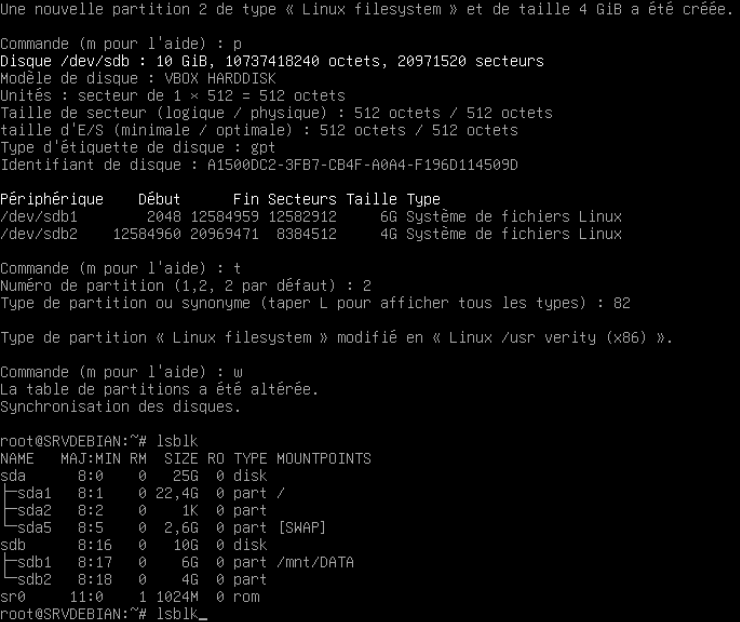 Une nouvelle partition 2 de type « Linux filesystem » et de taille 4 GiB a été créée.
Commande (m pour l'aide) : p
Disque /dev/sdb : 10 GiB, 10737418240 octets, 20971520 secteurs
Modèle de disque : VBOX HARDDISK
Unités : secteur de 1 × 512 = 512 octets
Taille de secteur (logique / physique) : 512 octets / 512 octets
taille d'E/S (minimale / optimale) : 512 octets / 512 octets
Type d'étiquette de disque : gpt
Identifiant de disque : A1500DC2-3FB7-CB4F-A0A4-F196D114509D
Périphérique Début Fin Secteurs Taille Type
/dev/sdb1 2048 12584959 12582912 6G Système de fichiers Linux
/dev/sdb2 12584960 20969471 8384512 4G Système de fichiers Linux
Commande (m pour l'aide) : t
Numéro de partition (1,2, 2 par défaut) : 2
Type de partition ou synonyme (taper L pour afficher tous les types) : 82
Type de partition « Linux filesystem » modifié en « Linux /usr verity (x86) ».
Commande (m pour l'aide) : w
La table de partitions a été altérée.
Synchronisation des disques.
root@SRVDEBIAN:~# lsblk
NAME MAJ:MIN RM SIZE RO TYPE MOUNTPOINTS
sda 8:0 0 25G 0 disk
├─sda1 8:1 0 22,4G 0 part /
├─sda2 8:2 0 1K 0 part
└─sda5 8:5 0 2,6G 0 part [SWAP]
sdb 8:16 0 10G 0 disk
├─sdb1 8:17 0 6G 0 part /mnt/DATA
└─sdb2 8:18 0 4G 0 part
sr0 11:0 1 1024M 0 rom
root@SRVDEBIAN:~# lsblk_